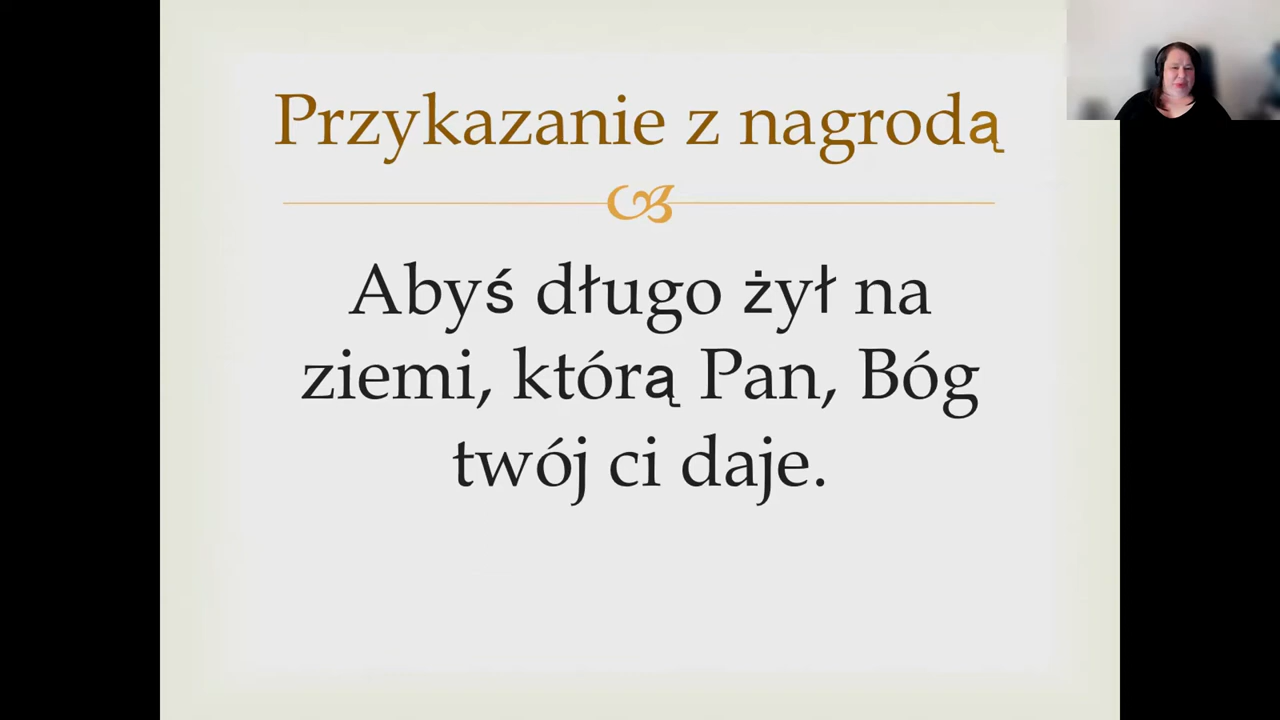 Przykazanie z nagrodą
Abyś długo żył na
ziemi, którą Pan, Bóg
twój ci daje.